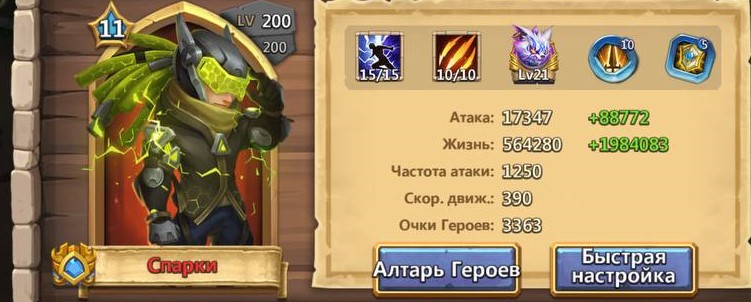 11
LV 200
200
15/15
10/10
Lv21
10
5
Атака: 17347 +88772
Жизнь: 564280 +1984083
Частота атаки: 1250
Скор. движ.: 390
Очки Героев: 3363
Спарки
Алтарь Героев
Быстрая
настройка